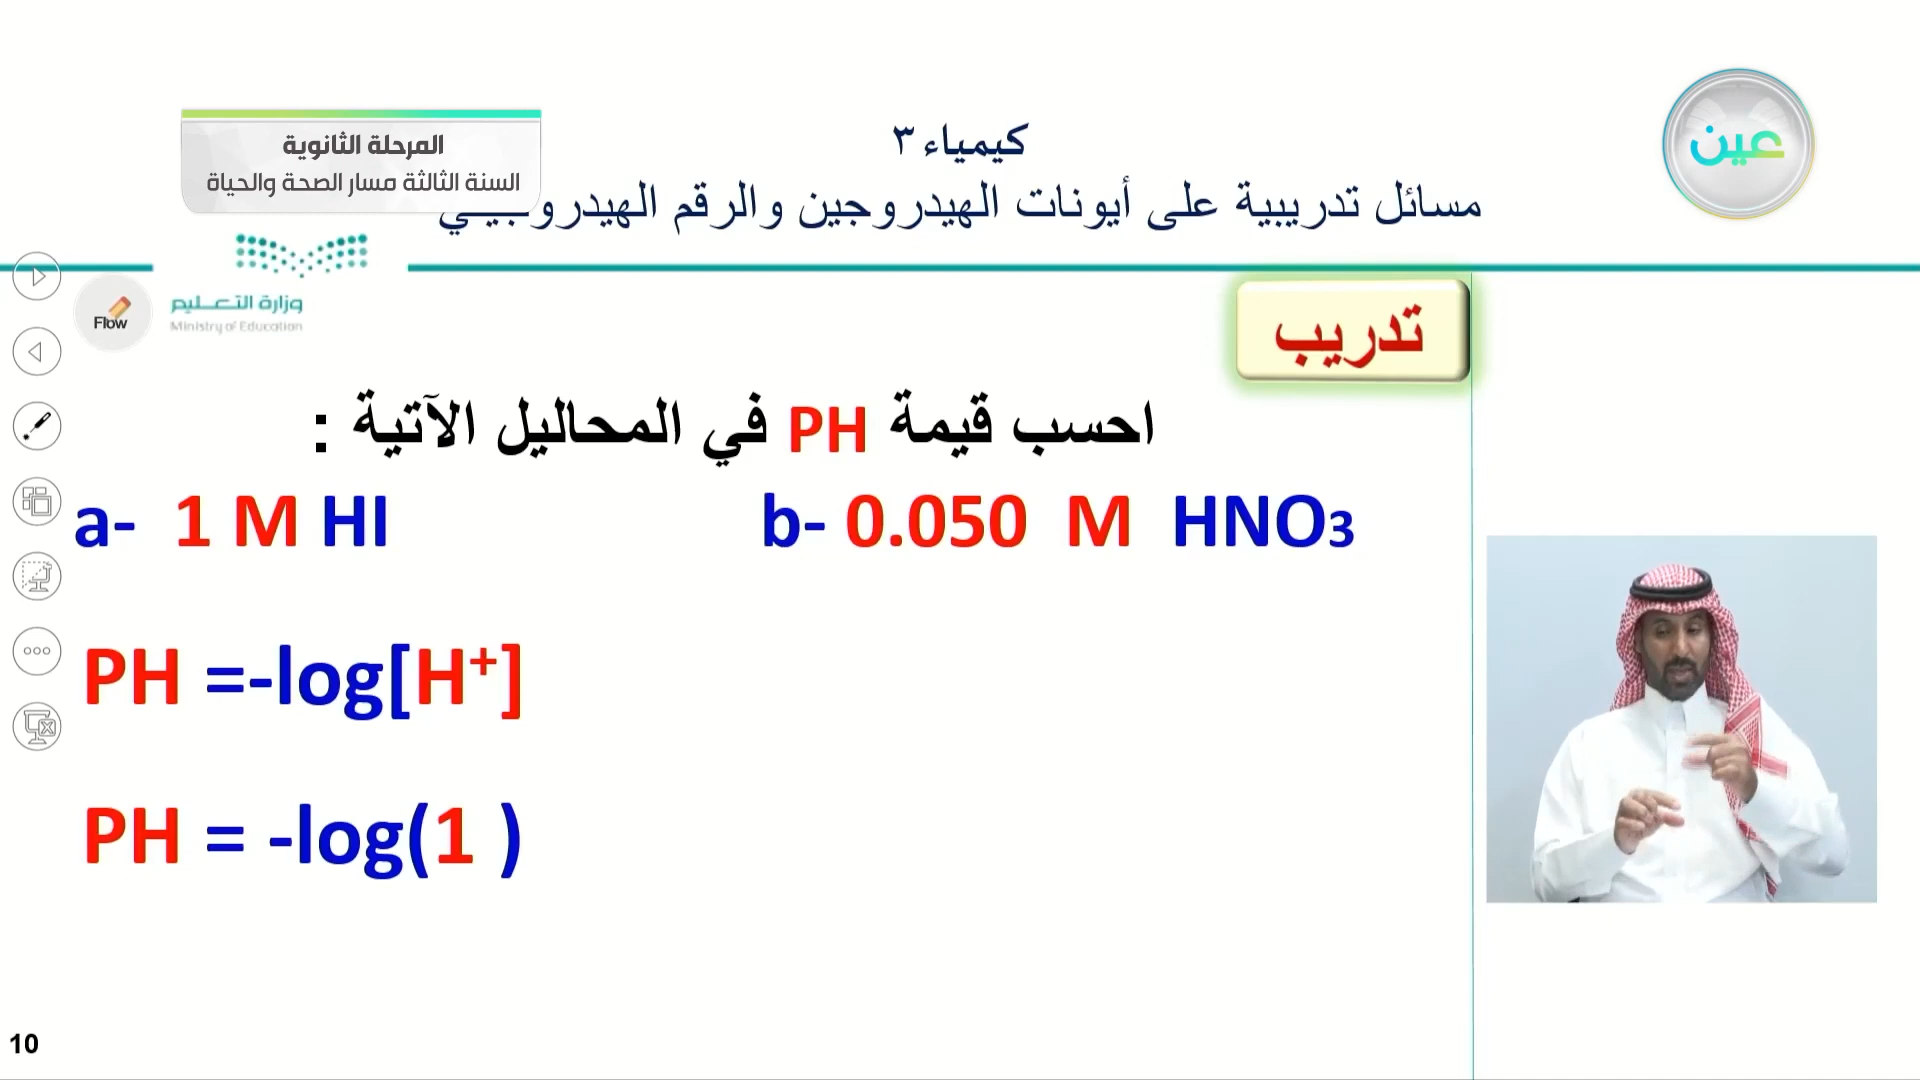 المرحلة الثانوية
السنة الثالثة مسار الصحة والحياة
كيمياء ٣
عين
مسائل تدريبية على أيونات الهيدروجين والرقم
وزارة التعليم
Ministry of Education
Flow
تدريب
احسب قيمة PH في المحاليل الآتية :
a- 1 M HI
b- 0.050 M HNO3
PH =-log[H+]
PH = -log(1 )
10